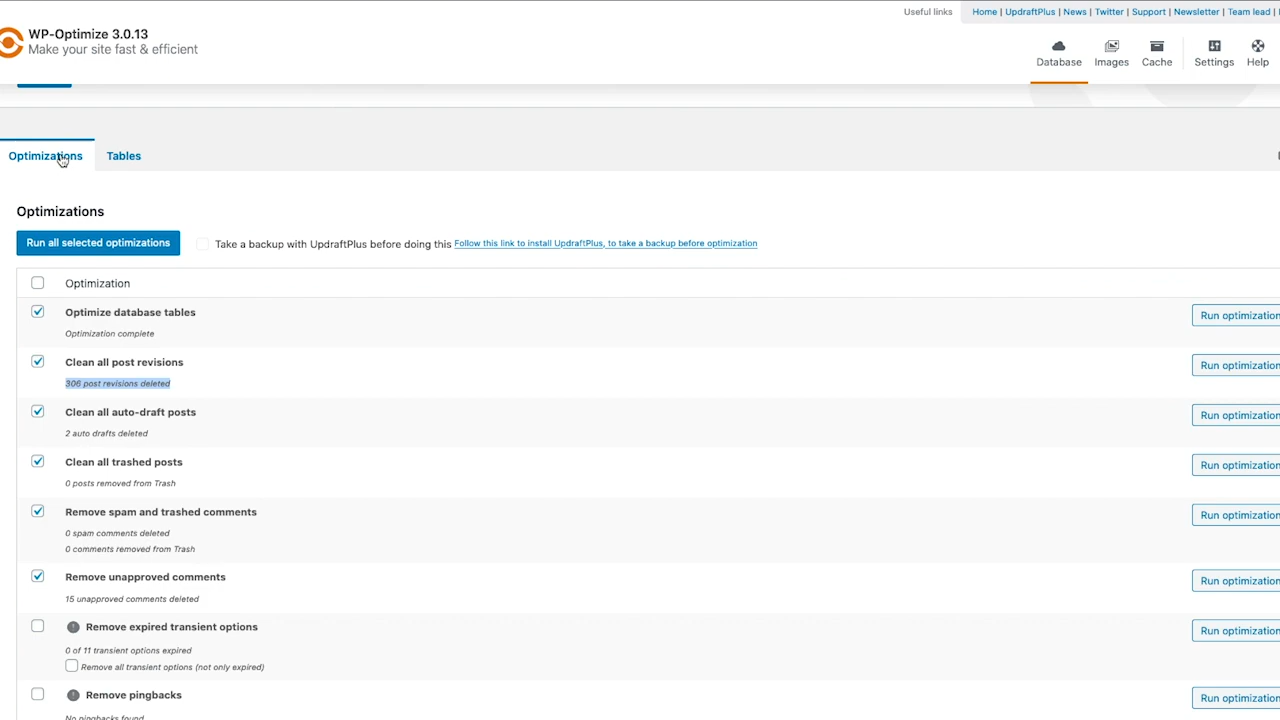 Useful links Home | UpdraftPlus | News | Twitter | Support | Newsletter | Team lead |
WP-Optimize 3.0.13
Make your site fast & efficient
Database Images Cache Settings Help
Optimizations Tables
Optimizations
Run all selected optimizations Take a backup with UpdraftPlus before doing this Follow this link to install UpdraftPlus, to take a backup before optimization
Optimization
Optimize database tables
Run optimization
Optimization complete
Clean all post revisions
Run optimization
306 post revisions deleted
Clean all auto-draft posts
Run optimization
2 auto drafts deleted
Clean all trashed posts
Run optimization
0 posts removed from Trash
Remove spam and trashed comments
Run optimization
0 spam comments deleted
0 comments removed from Trash
Remove unapproved comments
Run optimization
15 unapproved comments deleted
Remove expired transient options
Run optimization
0 of 11 transient options expired
Remove all transient options (not only expired)
Remove pingbacks
Run optimization
No pingbacks found